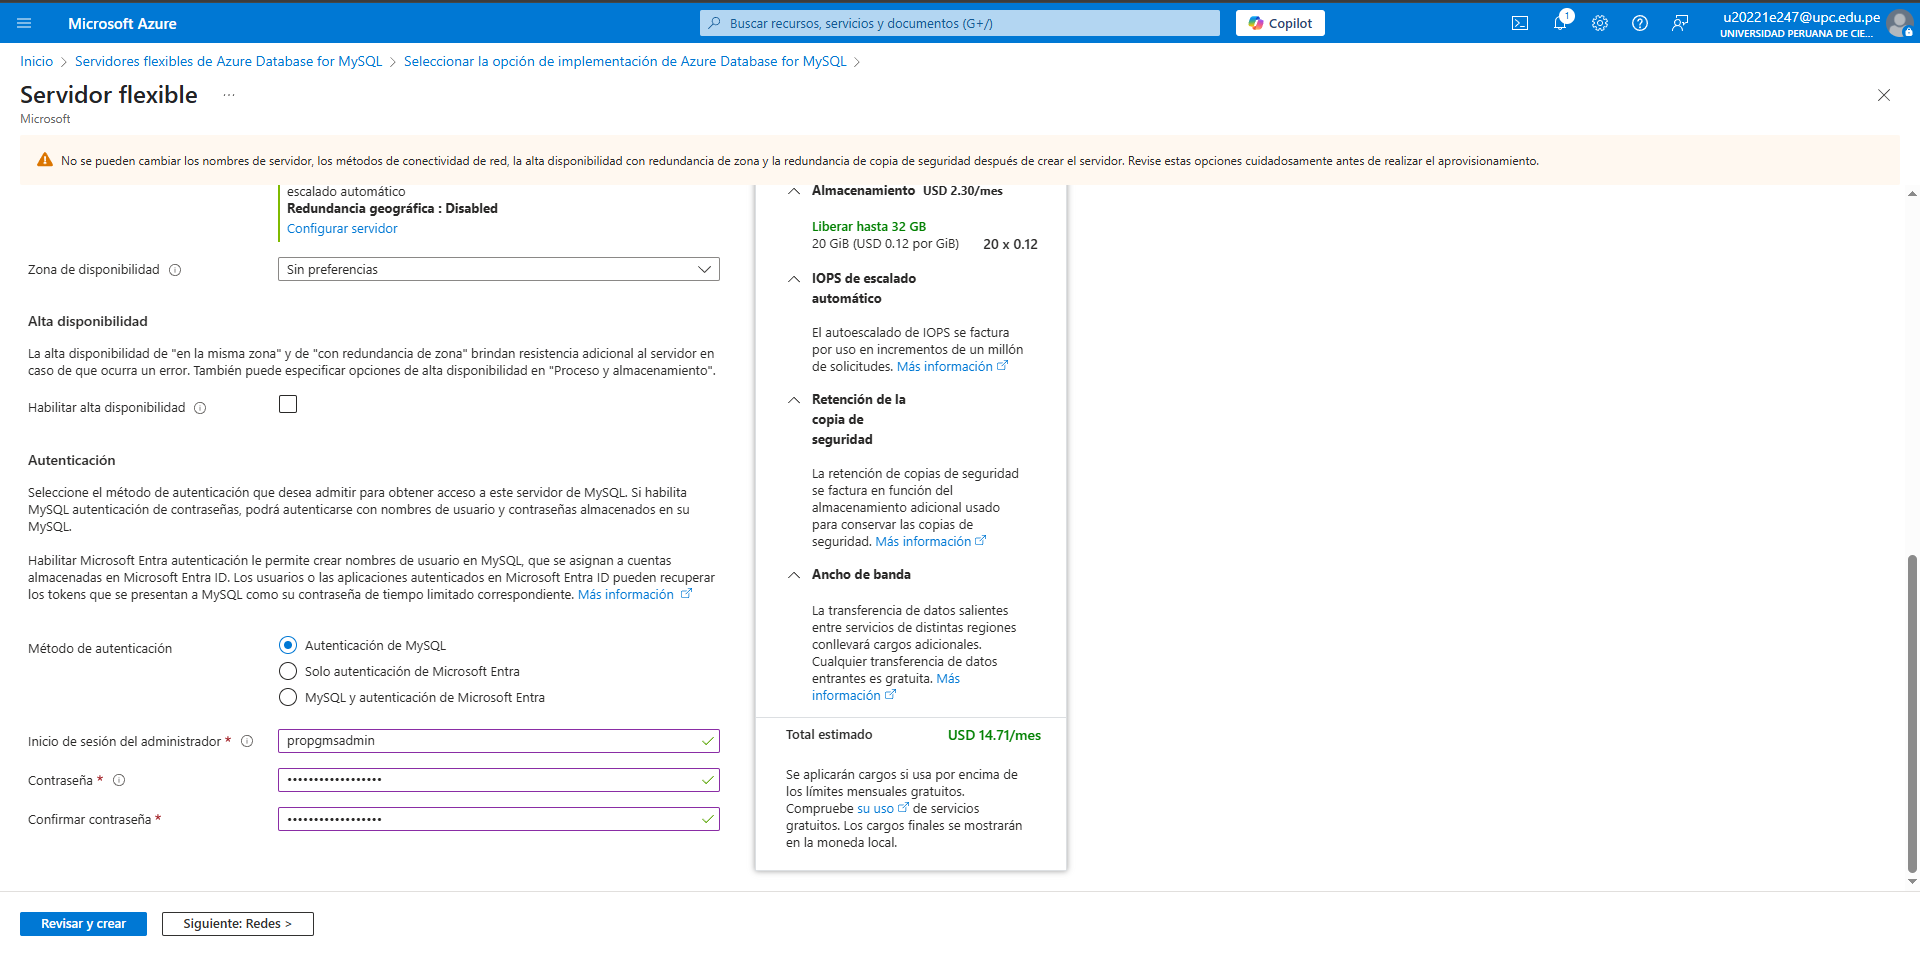 Microsoft Azure
Buscar recursos, servicios y documentos (G+/)
Copilot
1
u20221e247@upc.edu.pe
UNIVERSIDAD PERUANA DE CIE...
Inicio > Servidores flexibles de Azure Database for MySQL > Seleccionar la opción de implementación de Azure Database for MySQL >
Servidor flexible ...
Microsoft
No se pueden cambiar los nombres de servidor, los métodos de conectividad de red, la alta disponibilidad con redundancia de zona y la redundancia de copia de seguridad después de crear el servidor. Revise estas opciones cuidadosamente antes de realizar el aprovisionamiento.
escalado automático
Redundancia geográfica : Disabled
Configurar servidor
Zona de disponibilidad
Sin preferencias
Alta disponibilidad
La alta disponibilidad de "en la misma zona" y de "con redundancia de zona" brindan resistencia adicional al servidor en
caso de que ocurra un error. También puede especificar opciones de alta disponibilidad en "Proceso y almacenamiento".
Habilitar alta disponibilidad
Autenticación
Seleccione el método de autenticación que desea admitir para obtener acceso a este servidor de MySQL. Si habilita
MySQL autenticación de contraseñas, podrá autenticarse con nombres de usuario y contraseñas almacenados en su
MySQL.
Habilitar Microsoft Entra autenticación le permite crear nombres de usuario en MySQL, que se asignan a cuentas
almacenadas en Microsoft Entra ID. Los usuarios o las aplicaciones autenticados en Microsoft Entra ID pueden recuperar
los tokens que se presentan a MySQL como su contraseña de tiempo limitado correspondiente. Más información
Método de autenticación
Autenticación de MySQL
Solo autenticación de Microsoft Entra
MySQL y autenticación de Microsoft Entra
Inicio de sesión del administrador *
propgmsadmin
Contraseña *
••••••••••••••••••
Confirmar contraseña *
••••••••••••••••••
Almacenamiento USD 2.30/mes
Liberar hasta 32 GB
20 GiB (USD 0.12 por GiB) 20 x 0.12
IOPS de escalado
automático
El autoescalado de IOPS se factura
por uso en incrementos de un millón
de solicitudes. Más información
Retención de la
copia de
seguridad
La retención de copias de seguridad
se factura en función del
almacenamiento adicional usado
para conservar las copias de
seguridad. Más información
Ancho de banda
La transferencia de datos salientes
entre servicios de distintas regiones
conllevará cargos adicionales.
Cualquier transferencia de datos
entrantes es gratuita. Más
información
Total estimado USD 14.71/mes
Se aplicarán cargos si usa por encima de
los límites mensuales gratuitos.
Compruebe su uso de servicios
gratuitos. Los cargos finales se mostrarán
en la moneda local.
Revisar y crear
Siguiente: Redes >